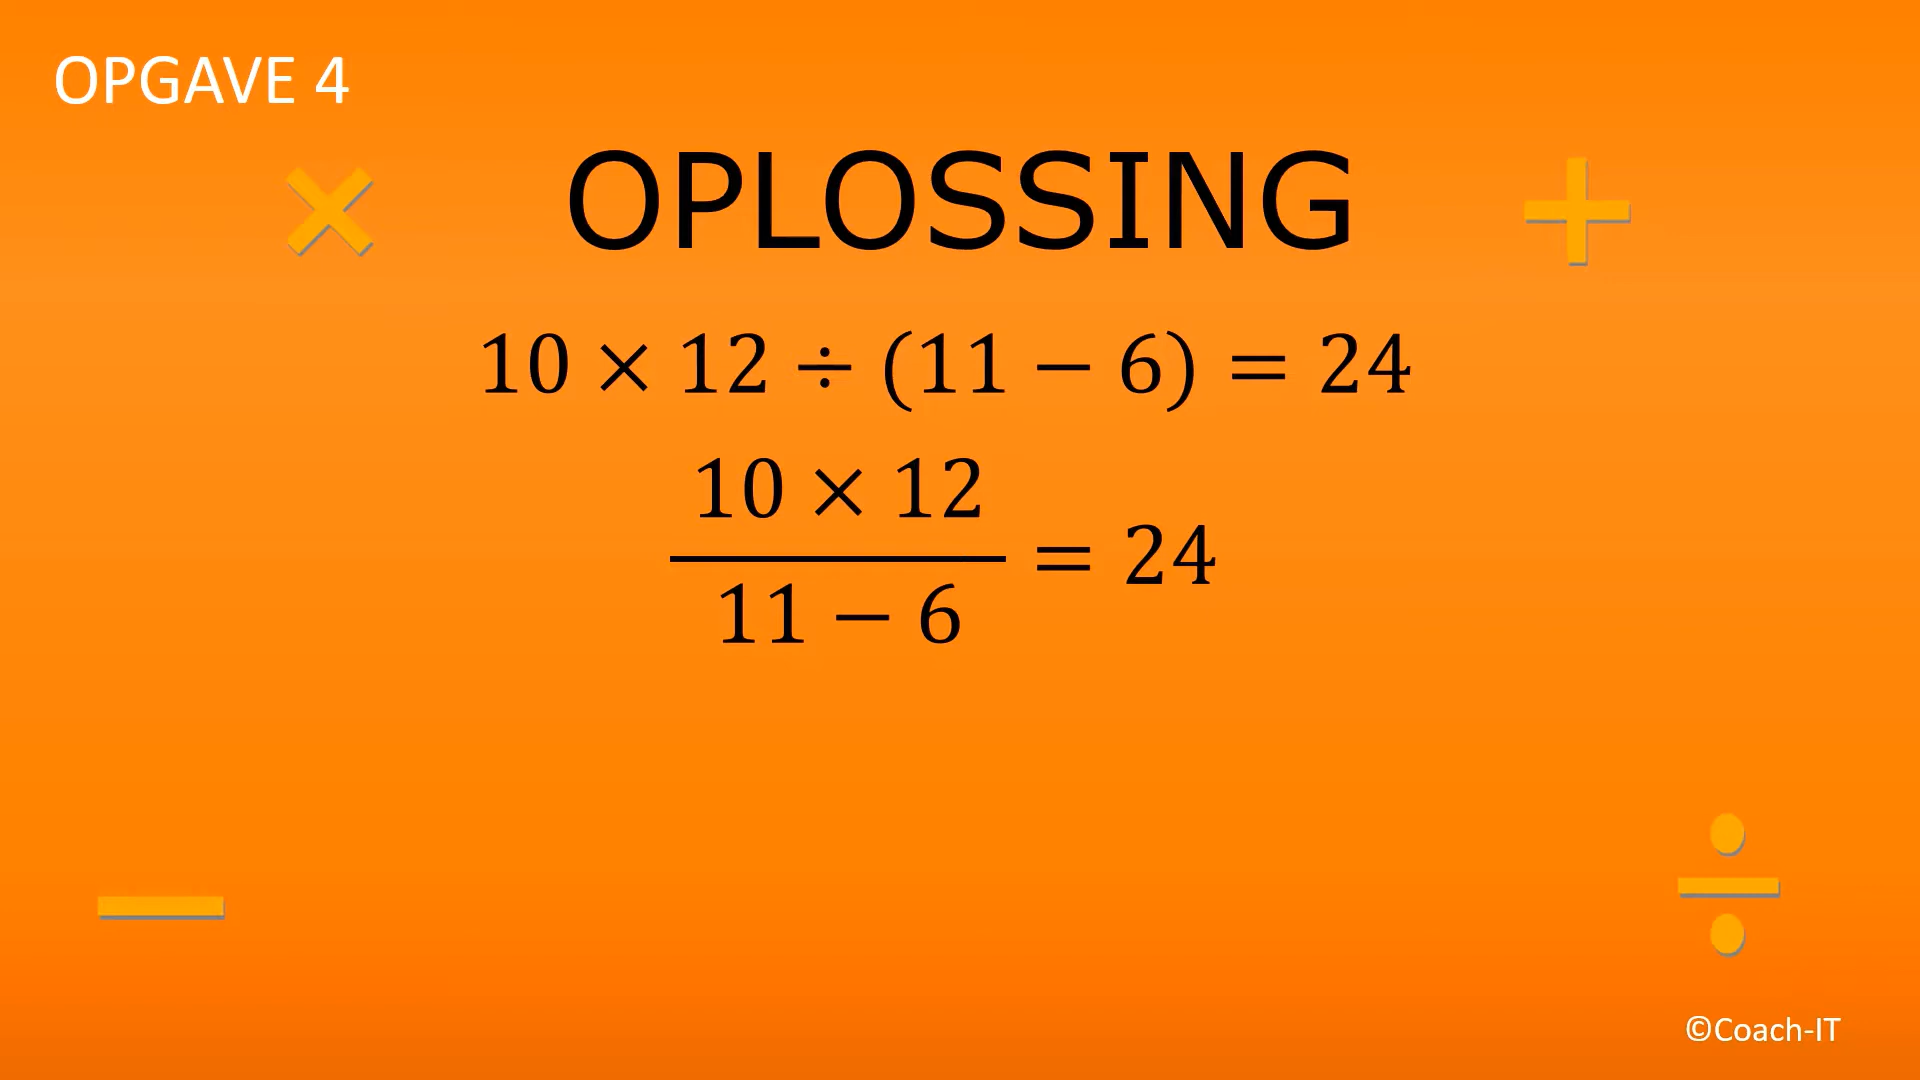 OPGAVE 4
OPLOSSING
10 × 12 ÷ (11 − 6) = 24
10 × 12
11 − 6
= 24
©Coach-IT